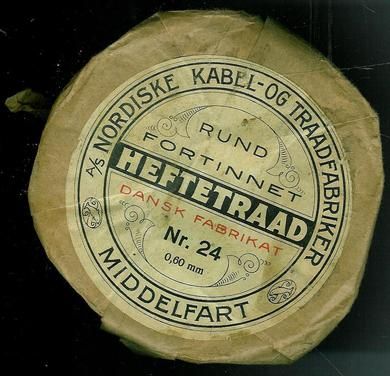 A/S NORDISKE KABEL-OG TRAADFABRIKER
RUND
FORTINNET
HEFTETRAAD
DANSK FABRIKAT
Nr. 24
0,60 mm
MIDDELFART